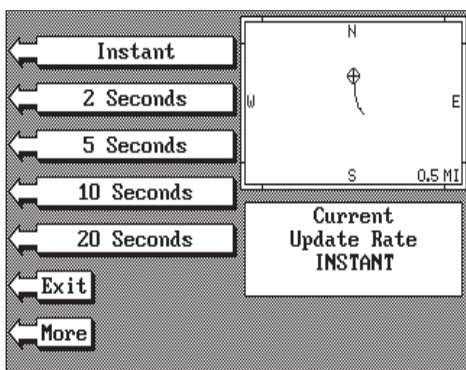 Instant
2 Seconds
5 Seconds
10 Seconds
20 Seconds
Exit
More
N
W
E
S
0.5 MI
Current
Update Rate
INSTANT